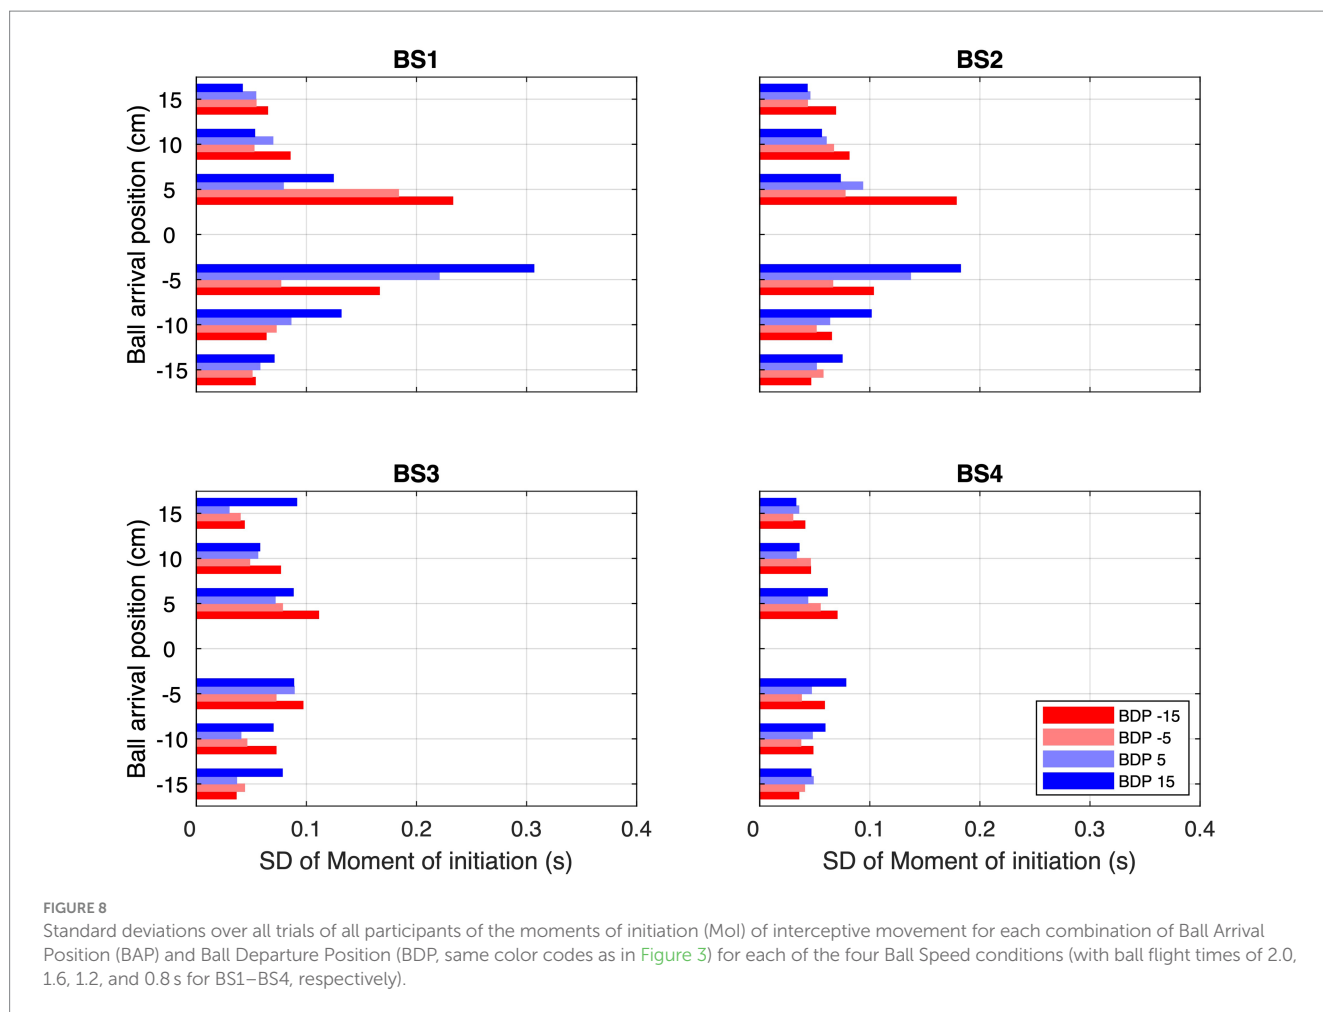 BS1
BS2
Ball arrival position (cm)
15
10
5
0
-5
-10
-15
BS3
BS4
Ball arrival position (cm)
15
10
5
0
-5
-10
-15
BDP -15
BDP -5
BDP 5
BDP 15
0 0.1 0.2 0.3 0.4
0 0.1 0.2 0.3 0.4
SD of Moment of initiation (s)
SD of Moment of initiation (s)
FIGURE 8
Standard deviations over all trials of all participants of the moments of initiation (MoI) of interceptive movement for each combination of Ball Arrival
Position (BAP) and Ball Departure Position (BDP, same color codes as in Figure 3) for each of the four Ball Speed conditions (with ball flight times of 2.0,
1.6, 1.2, and 0.8 s for BS1–BS4, respectively).